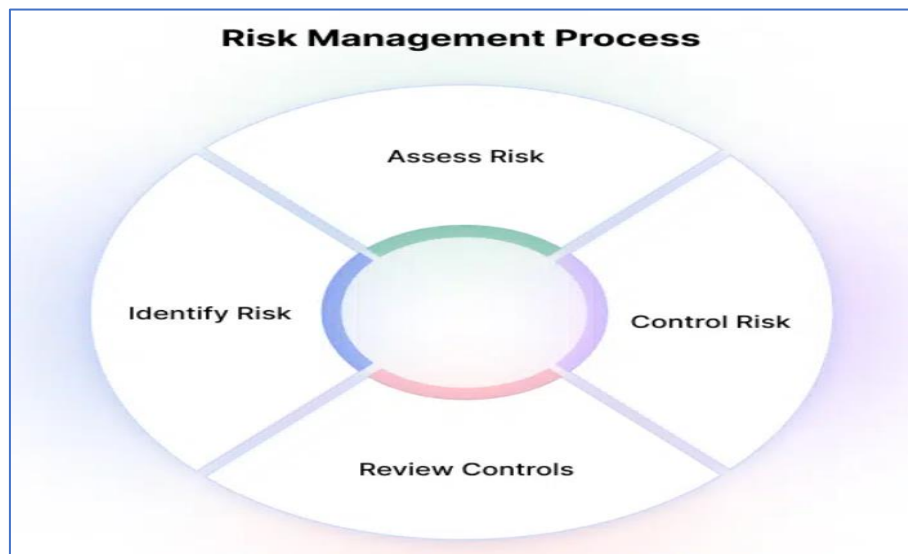 Risk Management Process
Assess Risk
Identify Risk
Control Risk
Review Controls